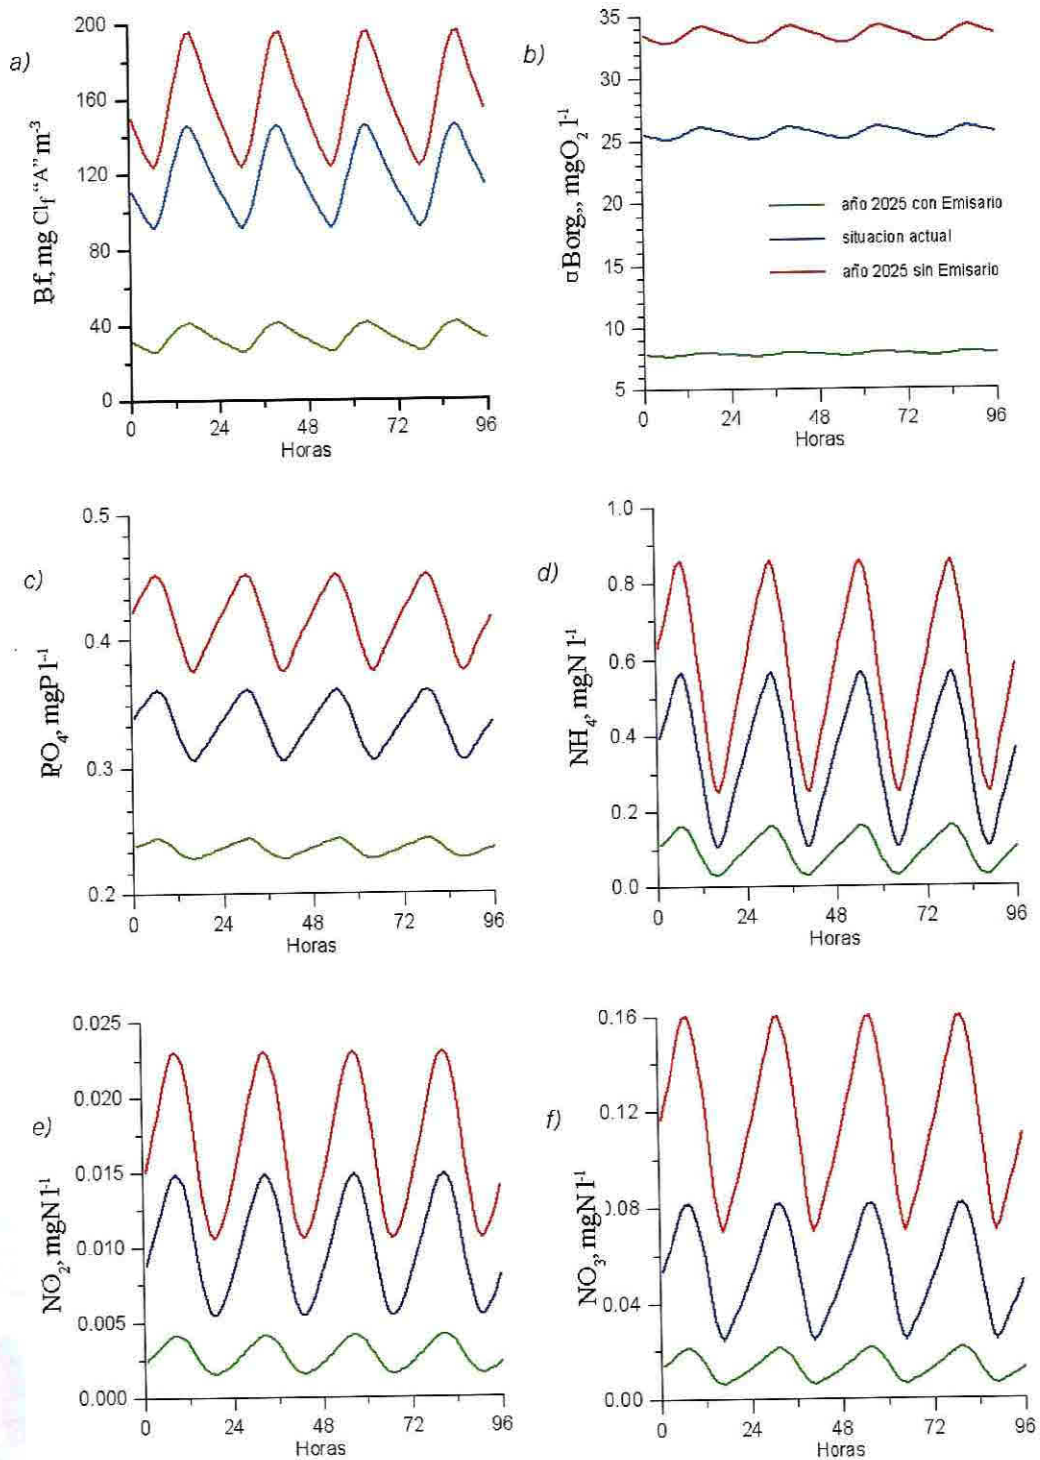 a)
Bf, mg Clf "A" m-3
200
160
120
80
40
0
0 24 48 72 96
Horas
b)
αBorg,, mgO2 l-1
35
30
25
20
15
10
5
año 2025 con Emisario
situacion actual
año 2025 sin Emisario
0 24 48 72 96
Horas
c)
PO4, mgP l-1
0.5
0.4
0.3
0.2
0 24 48 72 96
Horas
d)
NH4, mgN l-1
1.0
0.8
0.6
0.4
0.2
0.0
0 24 48 72 96
Horas
e)
NO2, mgN l-1
0.025
0.020
0.015
0.010
0.005
0.000
0 24 48 72 96
Horas
f)
NO3, mgN l-1
0.16
0.12
0.08
0.04
0.00
0 24 48 72 96
Horas